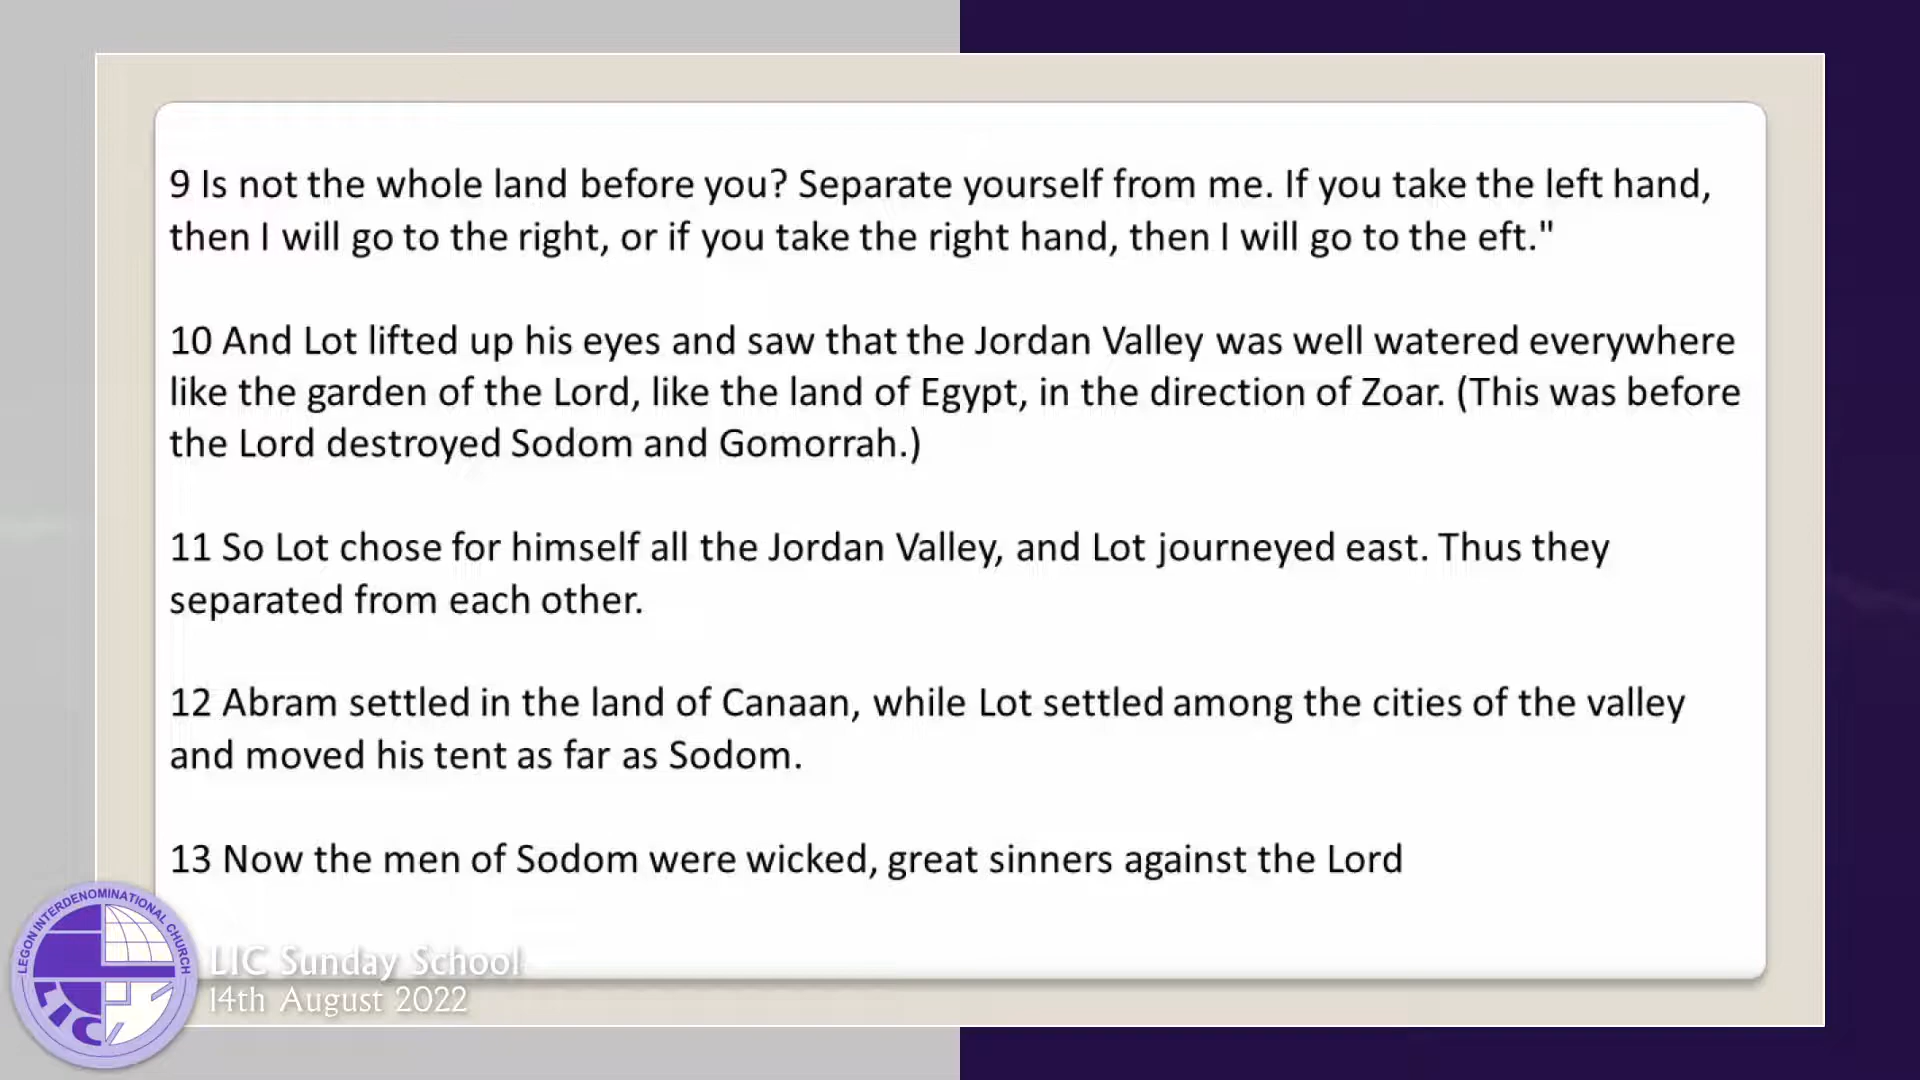 9 Is not the whole land before you? Separate yourself from me. If you take the left hand,
then I will go to the right, or if you take the right hand, then I will go to the eft."
10 And Lot lifted up his eyes and saw that the Jordan Valley was well watered everywhere
like the garden of the Lord, like the land of Egypt, in the direction of Zoar. (This was before
the Lord destroyed Sodom and Gomorrah.)
11 So Lot chose for himself all the Jordan Valley, and Lot journeyed east. Thus they
separated from each other.
12 Abram settled in the land of Canaan, while Lot settled among the cities of the valley
and moved his tent as far as Sodom.
13 Now the men of Sodom were wicked, great sinners against the Lord
LEGON INTERDENOMINATIONAL CHURCH
LIC
LIC Sunday School
14th August 2022